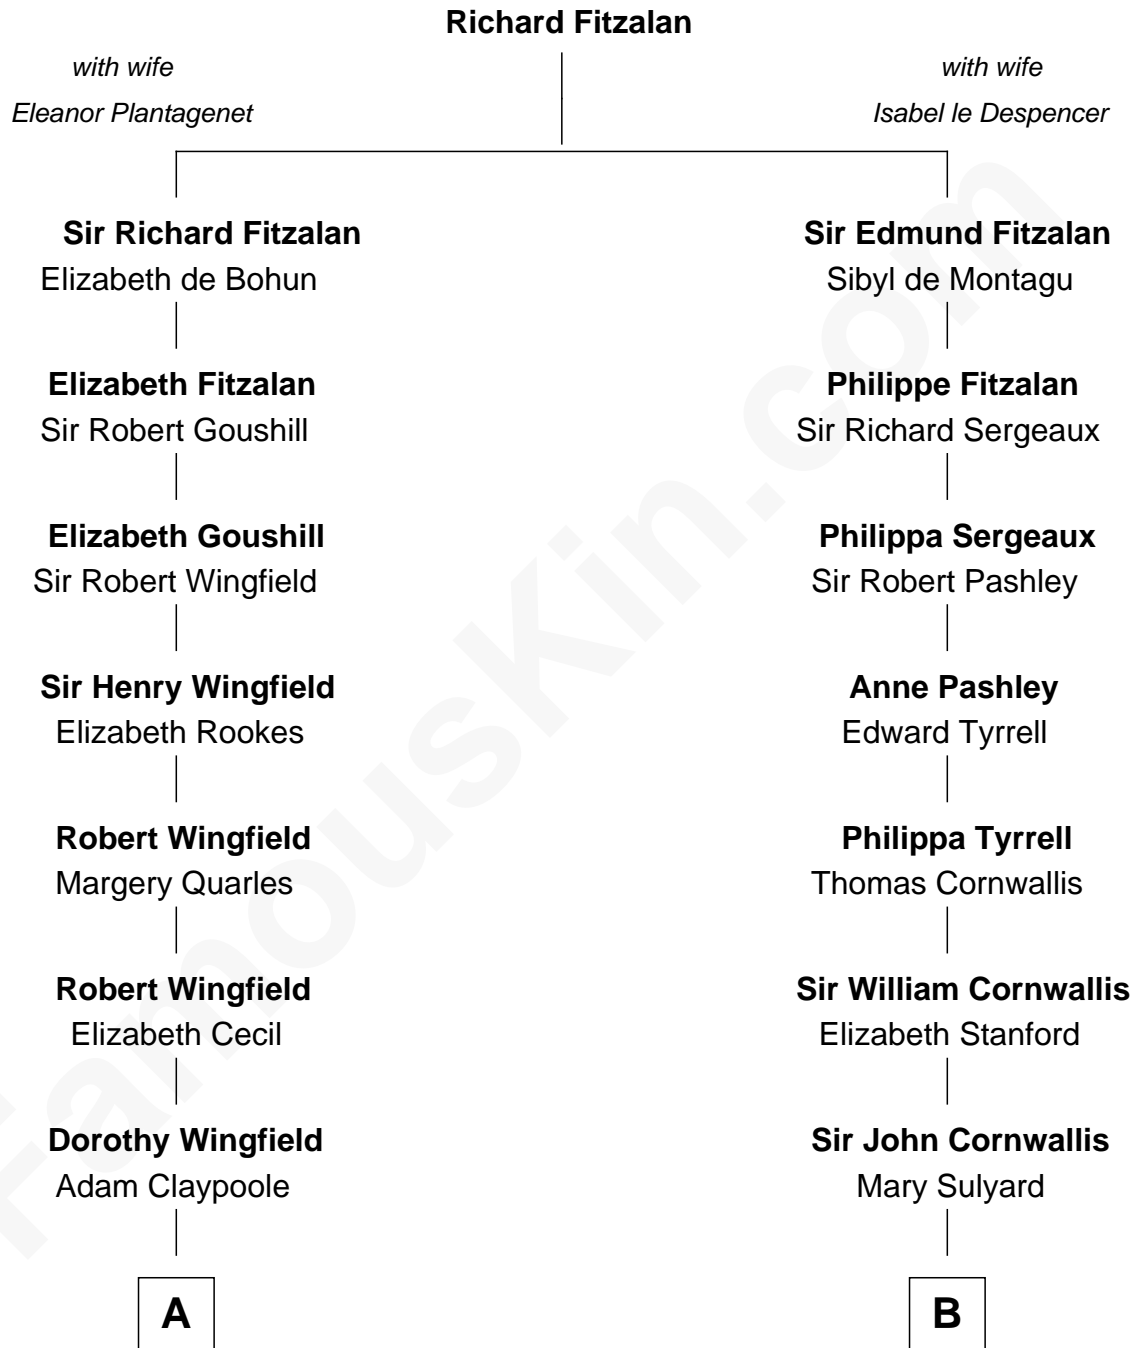 Richard Fitzalan
with wife
Eleanor Plantagenet
with wife
Isabel le Despencer
Sir Richard Fitzalan
Elizabeth de Bohun
Sir Edmund Fitzalan
Sibyl de Montagu
Elizabeth Fitzalan
Sir Robert Goushill
Philippe Fitzalan
Sir Richard Sergeaux
Elizabeth Goushill
Sir Robert Wingfield
Philippa Sergeaux
Sir Robert Pashley
Sir Henry Wingfield
Elizabeth Rookes
Anne Pashley
Edward Tyrrell
Robert Wingfield
Margery Quarles
Philippa Tyrrell
Thomas Cornwallis
Robert Wingfield
Elizabeth Cecil
Sir William Cornwallis
Elizabeth Stanford
Dorothy Wingfield
Adam Claypoole
Sir John Cornwallis
Mary Sulyard
A
B
FamousKin.com